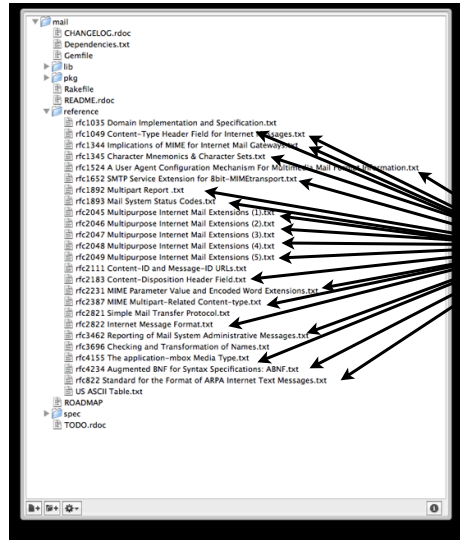 mail
CHANGELOG.rdoc
Dependencies.txt
Gemfile
lib
pkg
Rakefile
README.rdoc
reference
rfc1035 Domain Implementation and Specification.txt
rfc1049 Content-Type Header Field for Internet Messages.txt
rfc1344 Implications of MIME for Internet Mail Gateways.txt
rfc1345 Character Mnemonics & Character Sets.txt
rfc1524 A User Agent Configuration Mechanism For Multimedia Mail Format Information.txt
rfc1652 SMTP Service Extension for 8bit-MIMEtransport.txt
rfc1892 Multipart Report .txt
rfc1893 Mail System Status Codes.txt
rfc2045 Multipurpose Internet Mail Extensions (1).txt
rfc2046 Multipurpose Internet Mail Extensions (2).txt
rfc2047 Multipurpose Internet Mail Extensions (3).txt
rfc2048 Multipurpose Internet Mail Extensions (4).txt
rfc2049 Multipurpose Internet Mail Extensions (5).txt
rfc2111 Content-ID and Message-ID URLs.txt
rfc2183 Content-Disposition Header Field.txt
rfc2231 MIME Parameter Value and Encoded Word Extensions.txt
rfc2387 MIME Multipart-Related Content-type.txt
rfc2821 Simple Mail Transfer Protocol.txt
rfc2822 Internet Message Format.txt
rfc3462 Reporting of Mail System Administrative Messages.txt
rfc3696 Checking and Transformation of Names.txt
rfc4155 The application-mbox Media Type.txt
rfc4234 Augmented BNF for Syntax Specifications: ABNF.txt
rfc822 Standard for the Format of ARPA Internet Text Messages.txt
US ASCII Table.txt
ROADMAP
spec
TODO.rdoc